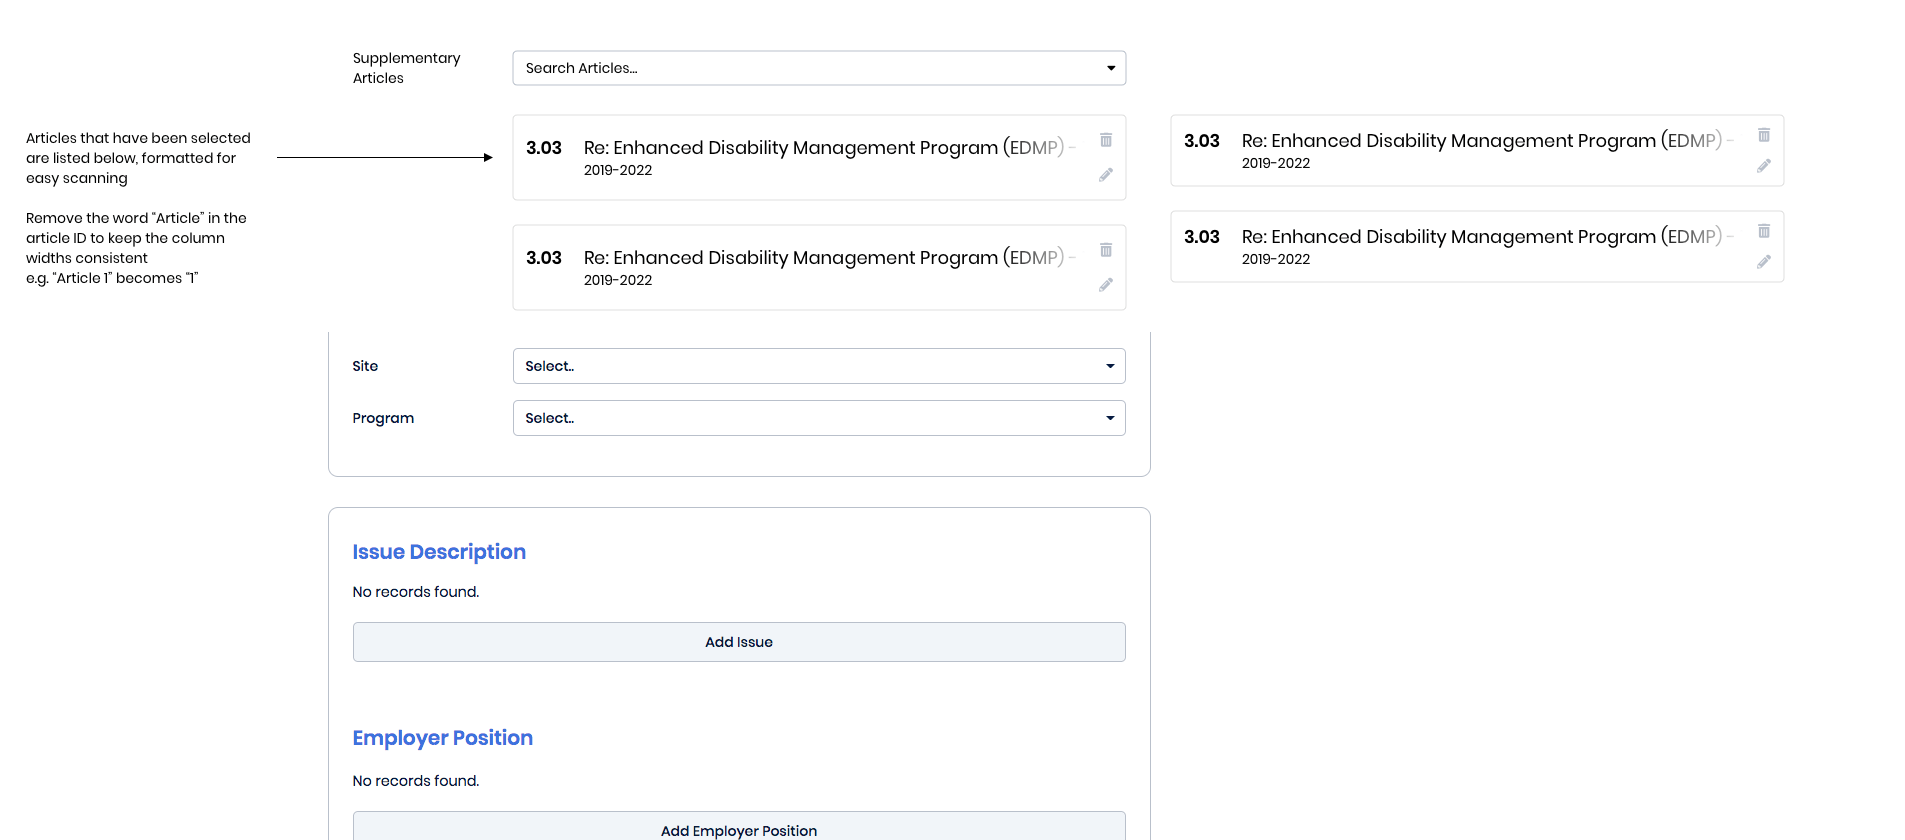 Supplementary
Articles
Search Articles...
Articles that have been selected
are listed below, formatted for
easy scanning
Remove the word “Article” in the
article ID to keep the column
widths consistent
e.g. “Article 1” becomes “1”
3.03 Re: Enhanced Disability Management Program (EDMP) -
2019-2022
3.03 Re: Enhanced Disability Management Program (EDMP) -
2019-2022
3.03 Re: Enhanced Disability Management Program (EDMP) -
2019-2022
3.03 Re: Enhanced Disability Management Program (EDMP) -
2019-2022
Site Select..
Program Select..
Issue Description
No records found.
Add Issue
Employer Position
No records found.
Add Employer Position